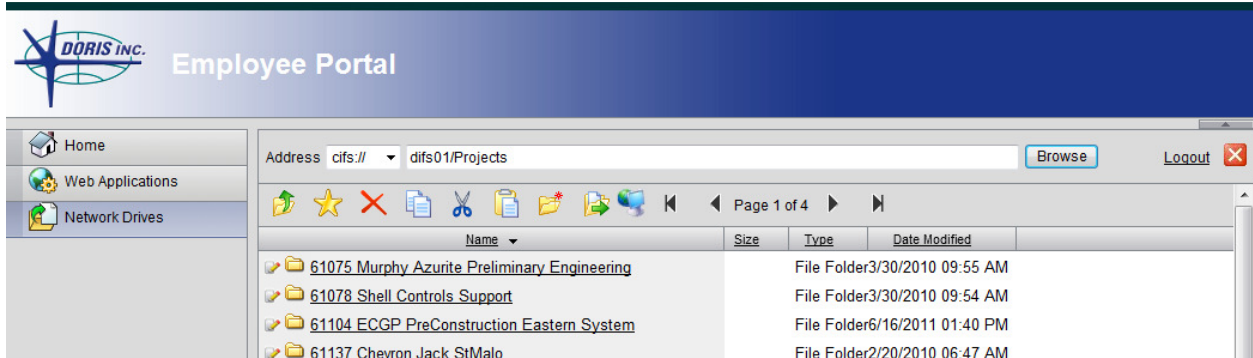 DORIS INC.
Employee Portal
Home
Web Applications
Network Drives
Address cifs:// difs01/Projects Browse Logout
Page 1 of 4
Name Size Type Date Modified
61075 Murphy Azurite Preliminary Engineering File Folder3/30/2010 09:55 AM
61078 Shell Controls Support File Folder3/30/2010 09:54 AM
61104 ECGP PreConstruction Eastern System File Folder6/16/2011 01:40 PM
61137 Chevron Jack StMalo File Folder2/20/2010 06:47 AM